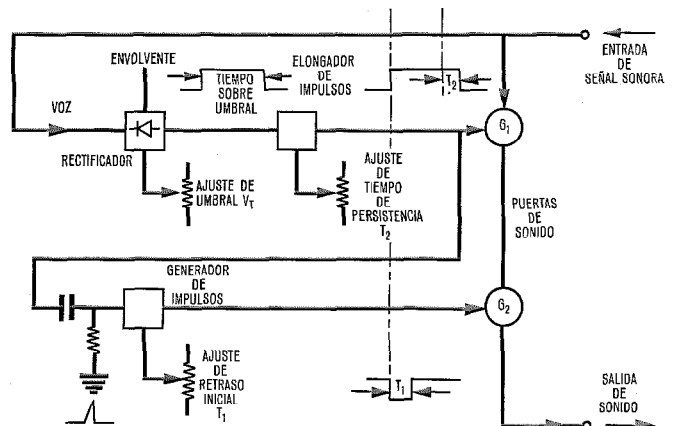 ENTRADA
DE
SEÑAL SONORA
ENVOLVENTE
TIEMPO
SOBRE
UMBRAL
ELONGADOR
DE
IMPULSOS
T₂
VOZ
G₁
RECTIFICADOR
AJUSTE DE
UMBRAL V_T
AJUSTE
DE
TIEMPO
DE
PERSISTENCIA
T₂
PUERTAS
DE
SONIDO
GENERADOR
DE
IMPULSOS
G₂
AJUSTE
DE
RETRASO
INICIAL
T₁
T₁
SALIDA
DE
SONIDO